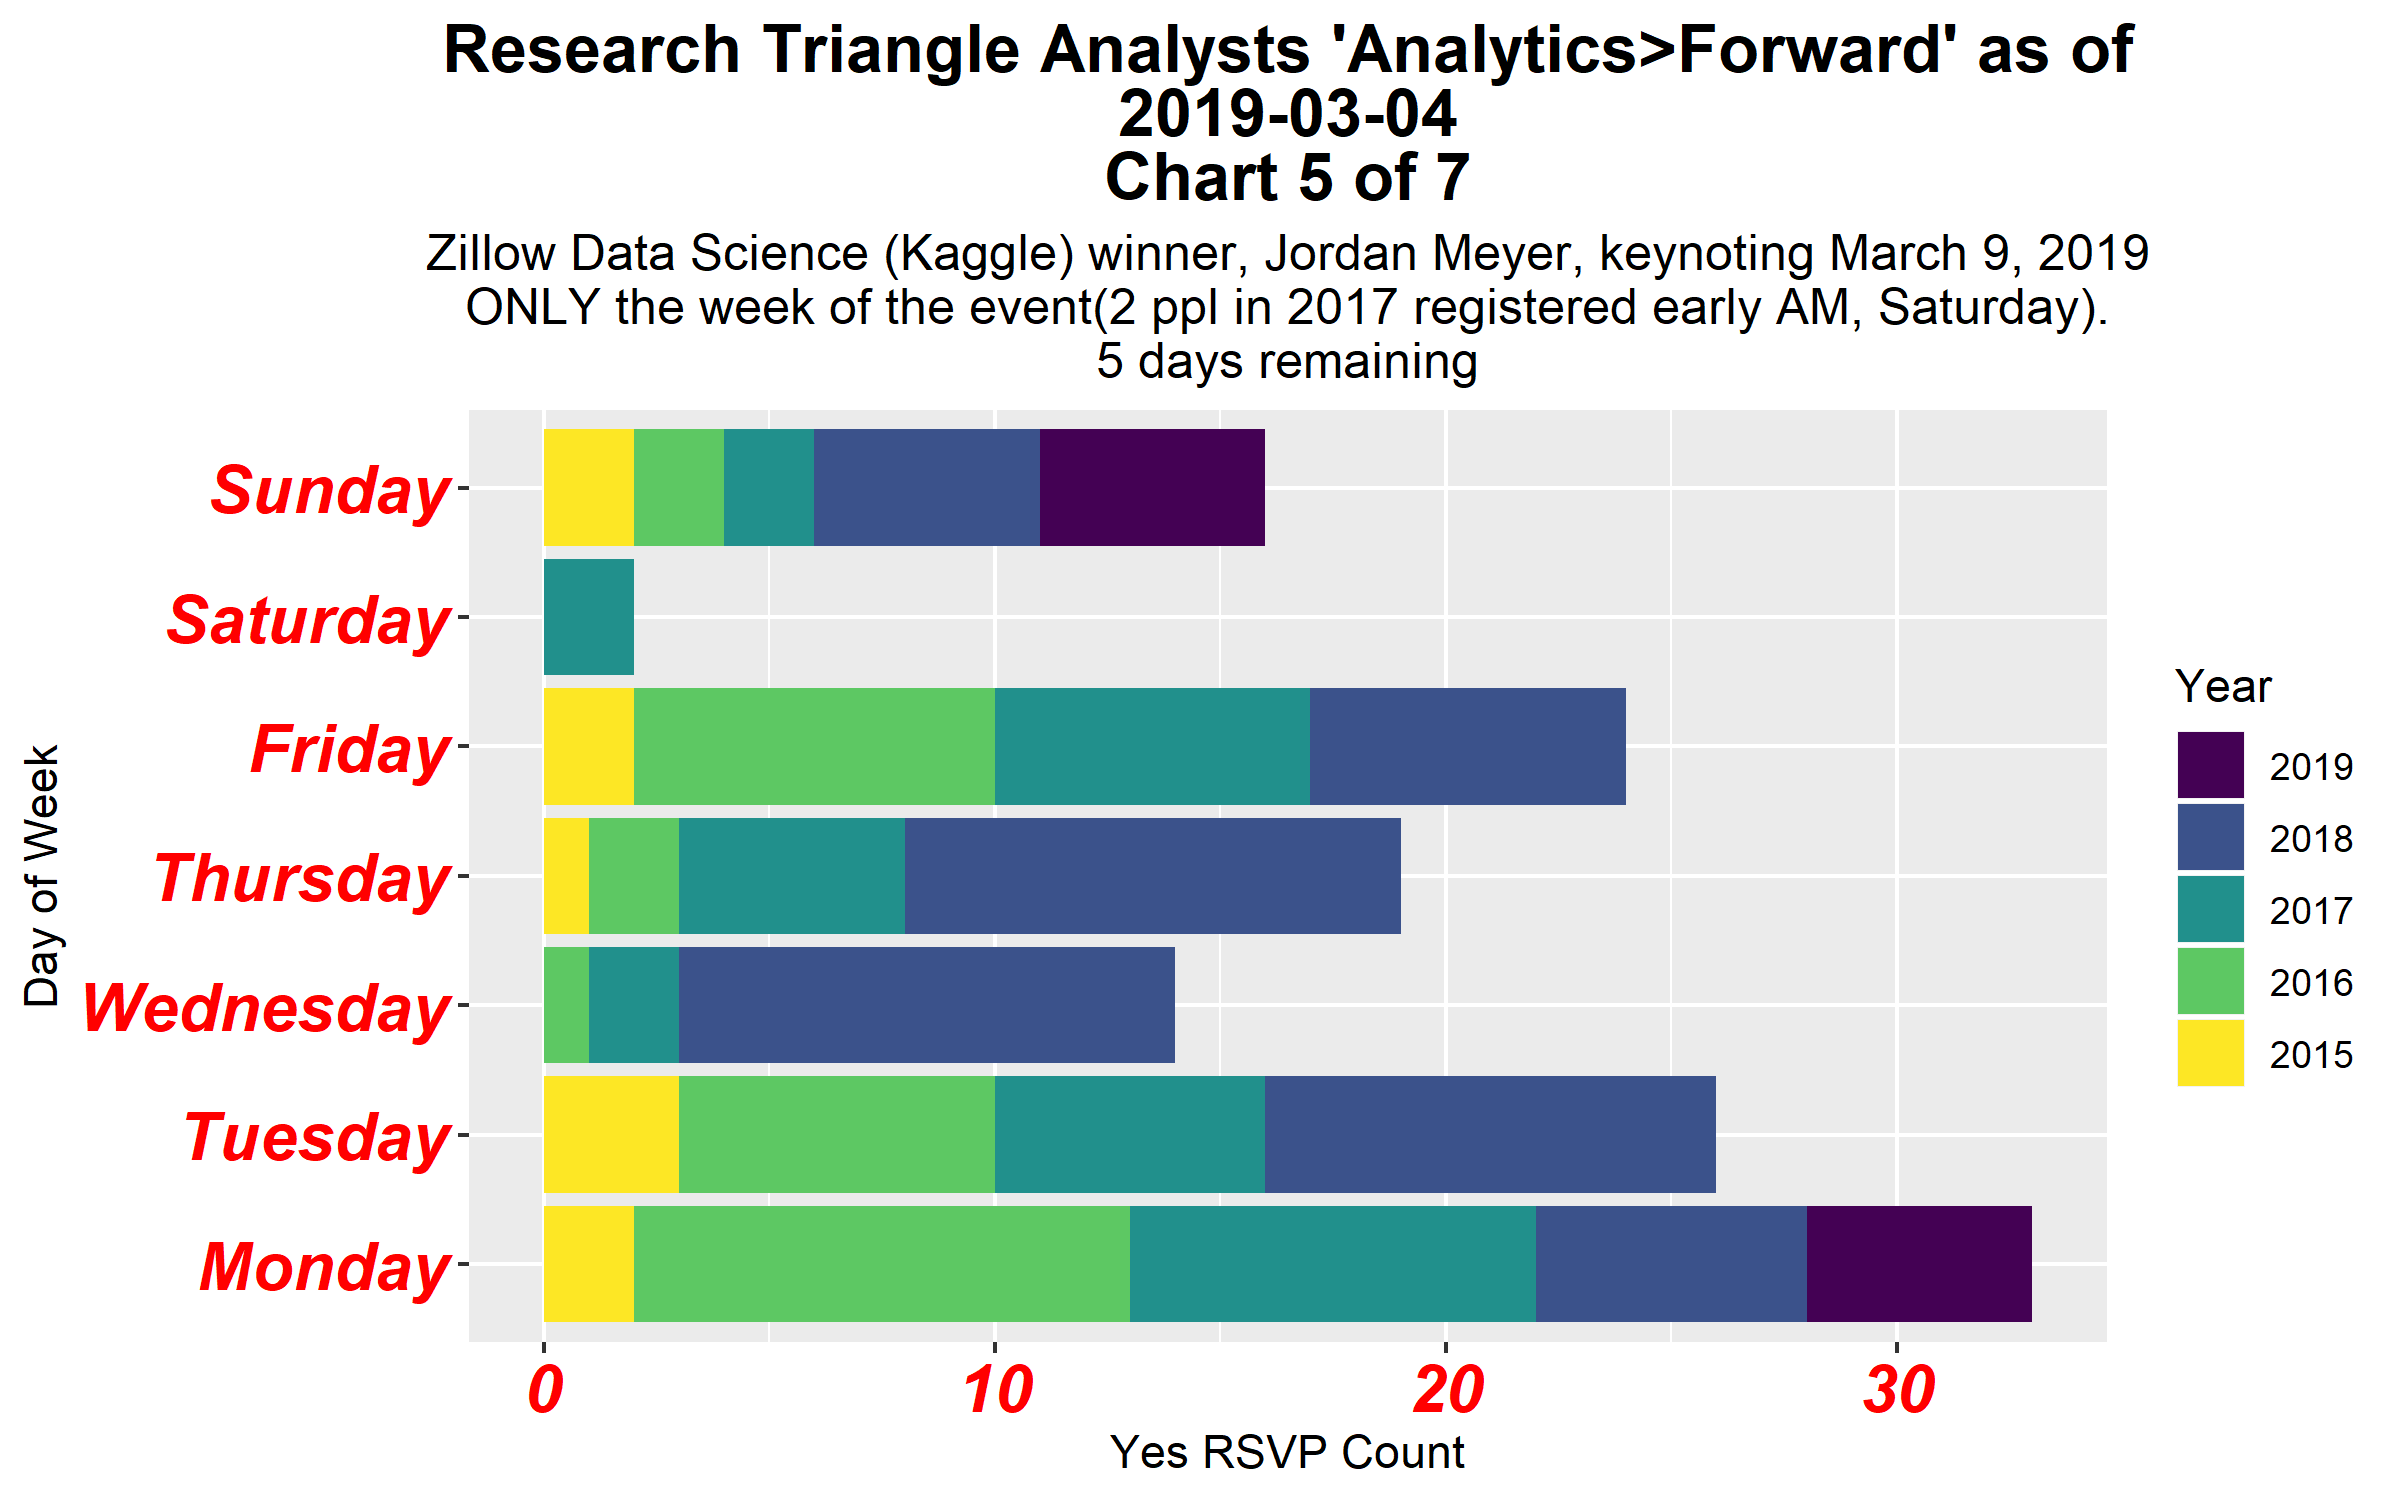 Research Triangle Analysts 'Analytics>Forward' as of
2019-03-04
Chart 5 of 7
Zillow Data Science (Kaggle) winner, Jordan Meyer, keynoting March 9, 2019
ONLY the week of the event(2 ppl in 2017 registered early AM, Saturday).
5 days remaining
Day of Week
Sunday
Saturday
Friday
Thursday
Wednesday
Tuesday
Monday
0 10 20 30
Yes RSVP Count
Year
2019
2018
2017
2016
2015